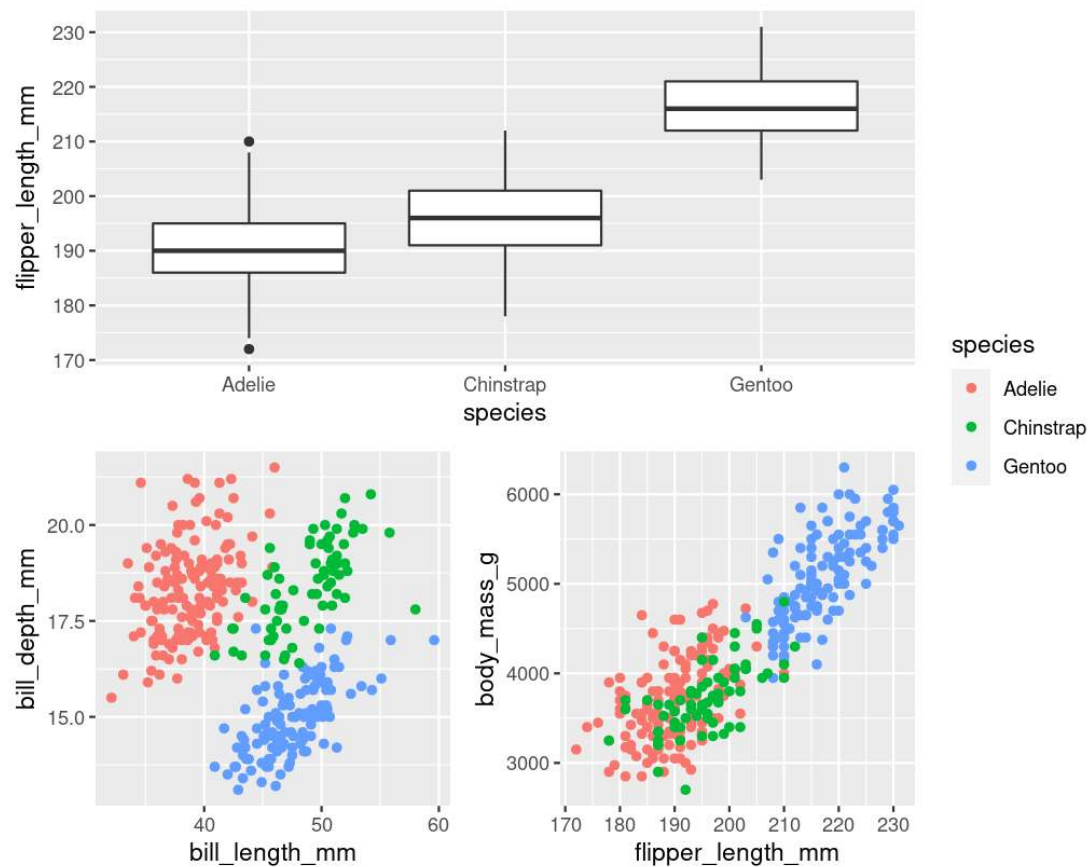 flipper_length_mm
230
220
210
200
190
180
170
Adelie Chinstrap Gentoo
species
species
Adelie
Chinstrap
Gentoo
bill_depth_mm
20.0
17.5
15.0
40 50 60
bill_length_mm
body_mass_g
6000
5000
4000
3000
170 180 190 200 210 220 230
flipper_length_mm